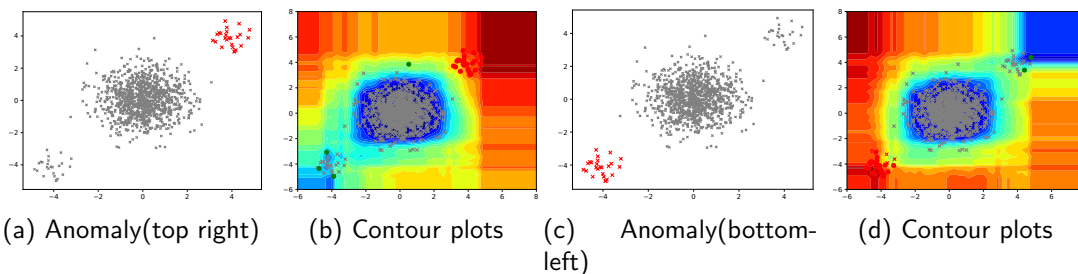 4
2
0
−2
−4
−4 −2 0 2 4
8
6
4
2
0
−2
−4
−6
−6 −4 −2 0 2 4 6 8
4
2
0
−2
−4
−4 −2 0 2 4
8
6
4
2
0
−2
−4
−6
−6 −4 −2 0 2 4 6
(a) Anomaly(top right)
(b) Contour plots
(c) Anomaly(bottom-
left)
(d) Contour plots